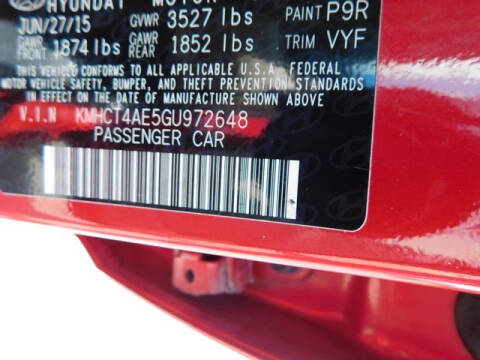 HYUNDAI MOTOR
JUN/27/15 GVWR 3527 lbs PAINT P9R
GAWR FRONT 1874 lbs GAWR REAR 1852 lbs TRIM VYF
THIS VEHICLE CONFORMS TO ALL APPLICABLE U.S.A. FEDERAL
MOTOR VEHICLE SAFETY, BUMPER, AND THEFT PREVENTION STANDARDS
IN EFFECT ON THE DATE OF MANUFACTURE SHOWN ABOVE.
V.I.N KMHCT4AE5GU972648
PASSENGER CAR